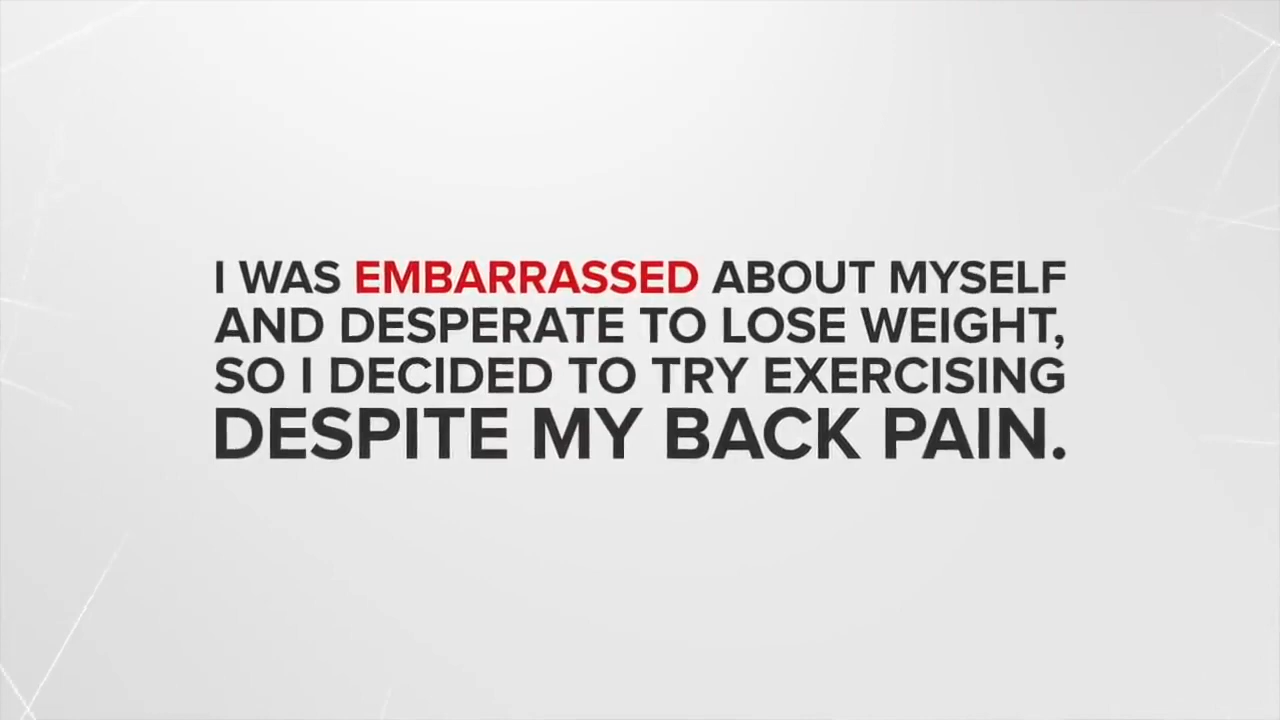 I WAS EMBARRASSED ABOUT MYSELF
AND DESPERATE TO LOSE WEIGHT,
SO I DECIDED TO TRY EXERCISING
DESPITE MY BACK PAIN.